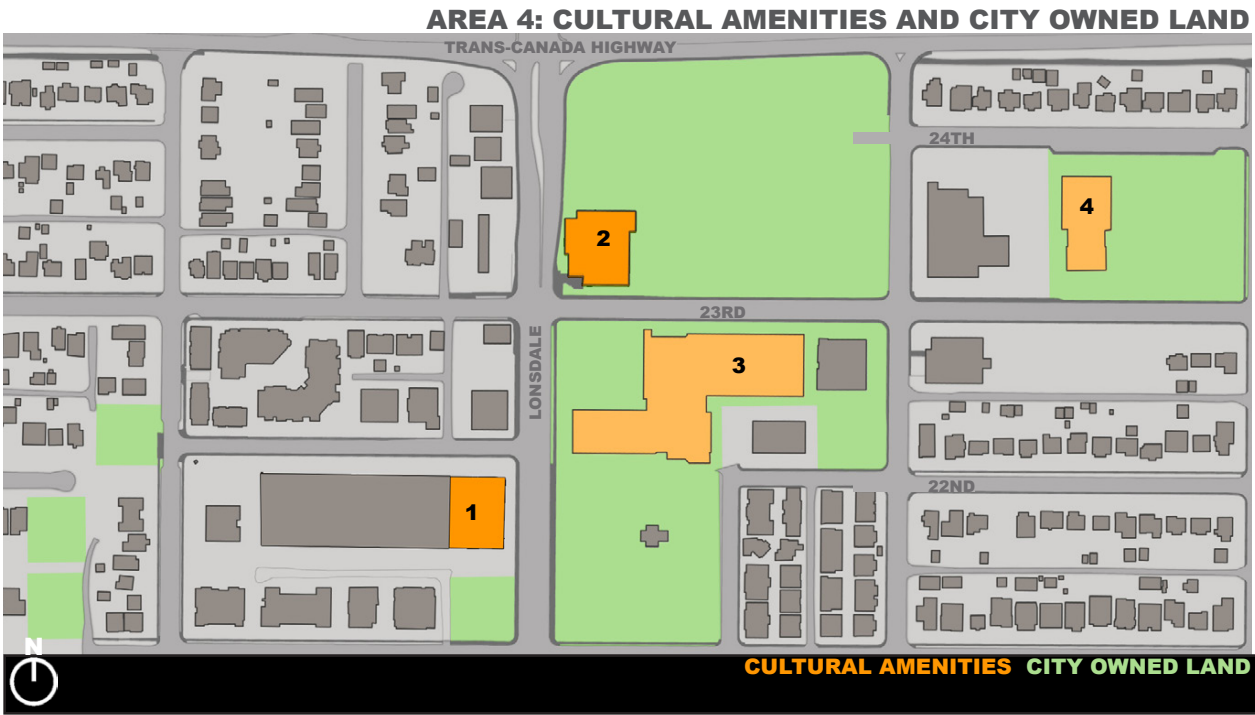 AREA 4: CULTURAL AMENITIES AND CITY OWNED LAND
TRANS-CANADA HIGHWAY
24TH
4
2
23RD
LONSDALE
3
22ND
1
N
CULTURAL AMENITIES CITY OWNED LAND